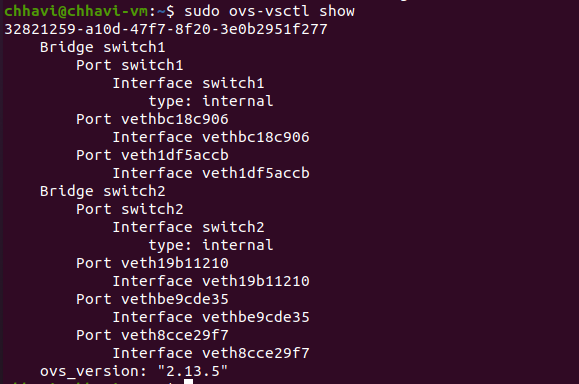 chhavi@chhavi-vm:~$ sudo ovs-vsctl show
32821259-a10d-47f7-8f20-3e0b2951f277
    Bridge switch1
        Port switch1
            Interface switch1
                type: internal
        Port vethbc18c906
            Interface vethbc18c906
        Port veth1df5accb
            Interface veth1df5accb
    Bridge switch2
        Port switch2
            Interface switch2
                type: internal
        Port veth19b11210
            Interface veth19b11210
        Port vethbe9cde35
            Interface vethbe9cde35
        Port veth8cce29f7
            Interface veth8cce29f7
    ovs_version: "2.13.5"